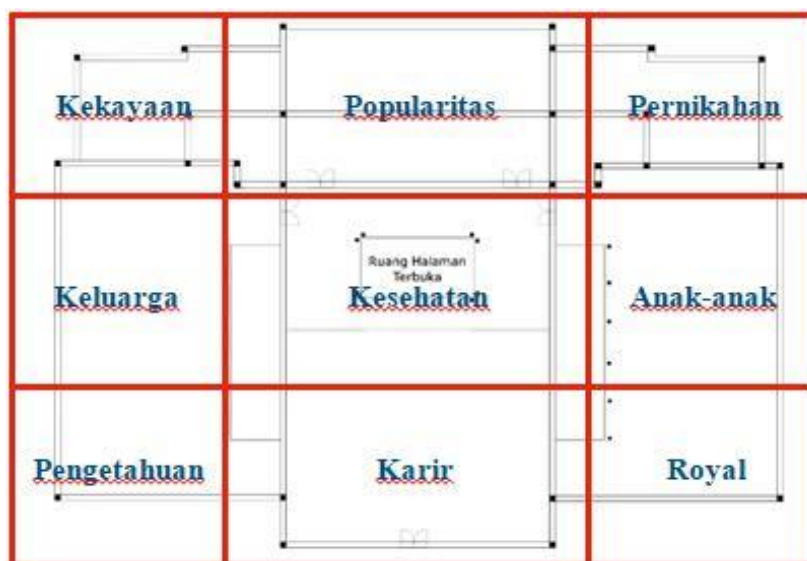 Kekayaan Popularitas Pernikahan
Ruang Halaman
Terbuka
Keluarga Kesehatan Anak-anak
Pengetahuan Karir Royal